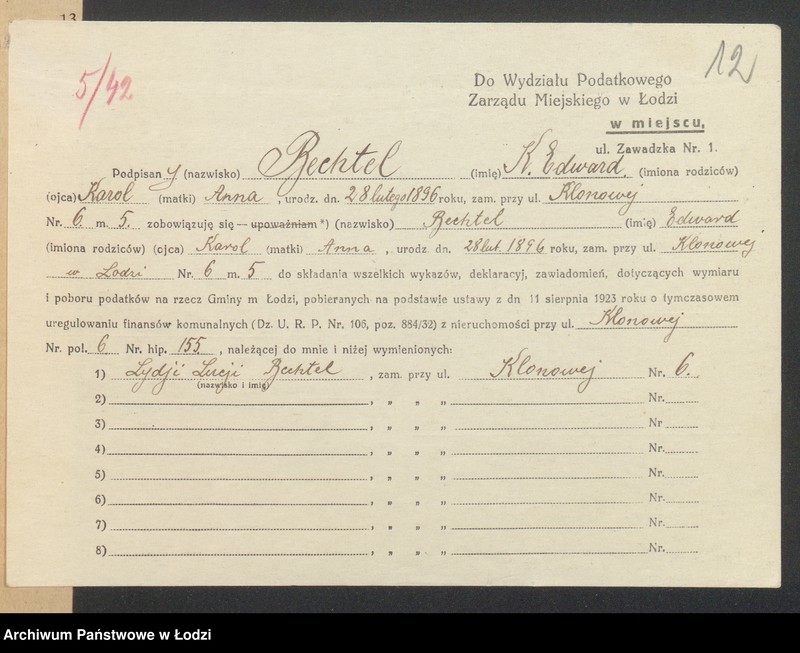 13
12
5/42
Do Wydziału Podatkowego
Zarządu Miejskiego w Łodzi
w miejscu,
ul. Zawadzka Nr. 1.
Podpisany (nazwisko) Bechtel (imię) K. Edward (imiona rodziców)
(ojca) Karol (matki) Anna, urodz. dn. 28 lutego 1896 roku, zam. przy ul. Klonowej
Nr. 6 m. 5. zobowiązuję się — upoważniam *) (nazwisko) Bechtel (imię) Edward
(imiona rodziców) (ojca) Karol (matki) Anna, urodz. dn. 28 lut. 1896 roku, zam. przy ul. Klonowej
w Lodzi Nr. 6 m. 5 do składania wszelkich wykazów, deklaracyj, zawiadomień, dotyczących wymiaru
i poboru podatków na rzecz Gminy m Łodzi, pobieranych na podstawie ustawy z dn 11 sierpnia 1923 roku o tymczasowem
uregulowaniu finansów komunalnych (Dz. U. R. P. Nr. 106, poz. 884/32) z nieruchomości przy ul. Klonowej
Nr. pol. 6 Nr. hip. 155, należącej do mnie i niżej wymienionych:
1) Lydji Lucji Bechtel, zam. przy ul. Klonowej Nr. 6.
(nazwisko i imię)
2) , „ „ „ Nr.
3) , „ „ „ Nr
4) , „ „ „ Nr.
5) , „ „ „ Nr.
6) , „ „ „ Nr.
7) , „ „ „ Nr.
8) , „ „ „ Nr.
Archiwum Państwowe w Łodzi